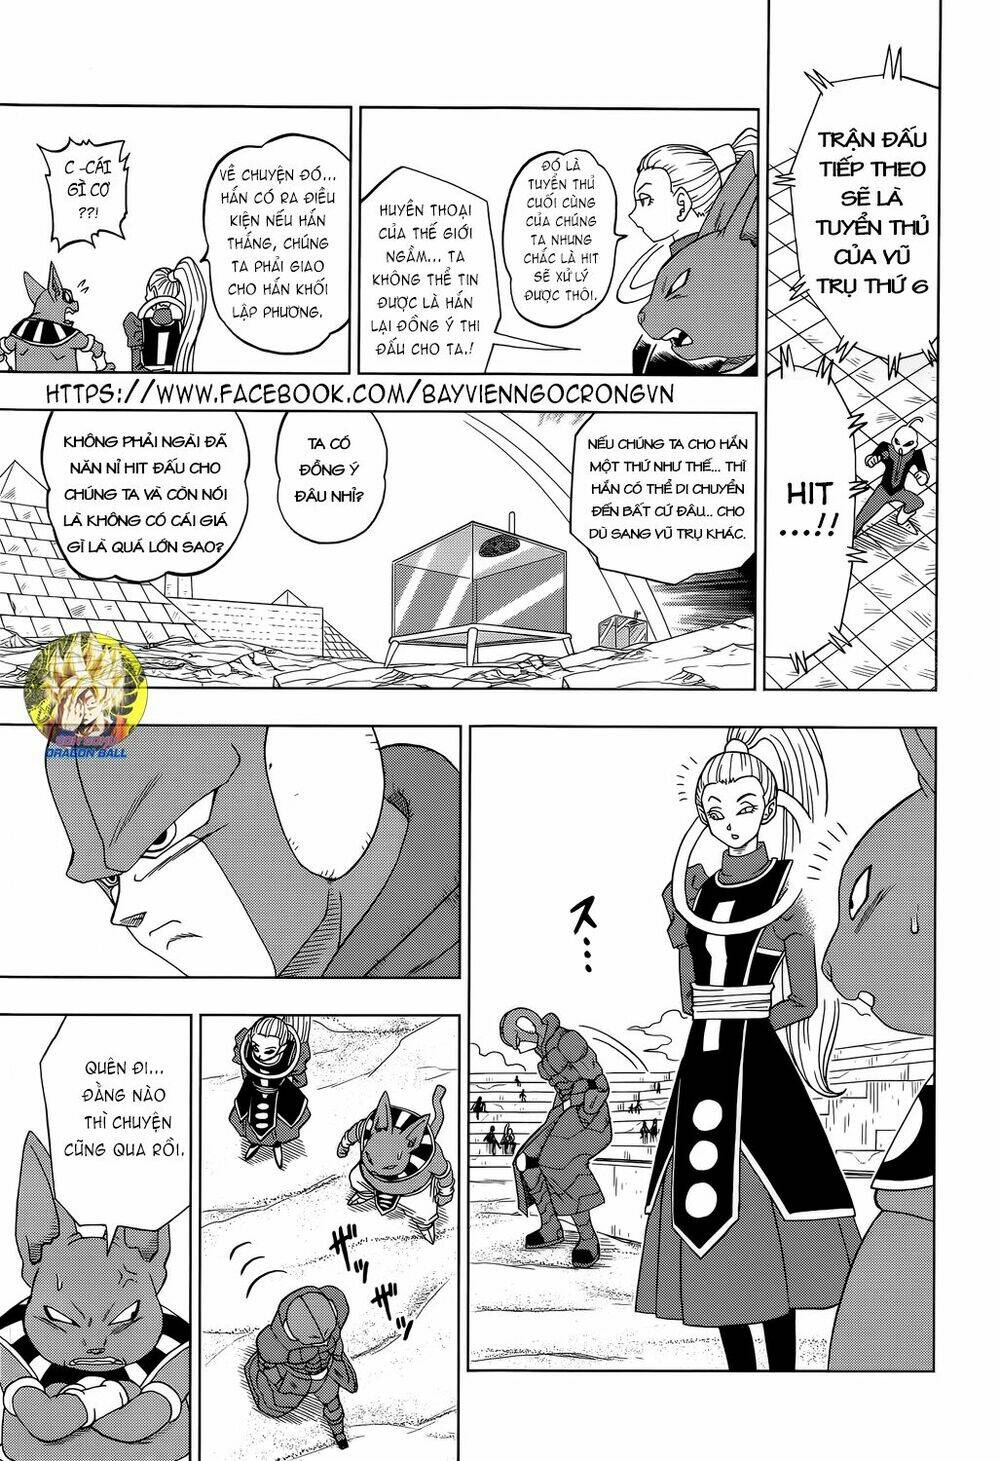 TRẬN ĐẤU
TIẾP THEO
SẼ LÀ
TUYỂN THỦ
CỦA VŨ
TRỤ THỨ 6
HIT
...!!
ĐÓ LÀ
TUYỂN THỦ
CUỐI CÙNG
CỦA CHÚNG
TA NHƯNG
CHẮC LÀ HIT
SẼ XỬ LÝ
ĐƯỢC THÔI.
HUYỀN THOẠI
CỦA THẾ GIỚI
NGẦM... TA
KHÔNG THỂ TIN
ĐƯỢC LÀ HẮN
LẠI ĐỒNG Ý THI
ĐẤU CHO TA.!
VỀ CHUYỆN ĐÓ...
HẮN CÓ RA ĐIỀU
KIỆN NẾU HẮN
THẮNG, CHÚNG
TA PHẢI GIAO
CHO HẮN KHỐI
LẬP PHƯƠNG.
C -CÁI
GÌ CƠ
??!
HTTPS://WWW.FACEBOOK.COM/BAYVIENNGOCRONGVN
NẾU CHÚNG TA CHO HẮN
MỘT THỨ NHƯ THẾ... THÌ
HẮN CÓ THỂ DI CHUYỂN
ĐẾN BẤT CỨ ĐÂU.. CHO
DÙ SANG VŨ TRỤ KHÁC.
TA CÓ
ĐỒNG Ý
ĐÂU NHỈ?
KHÔNG PHẢI NGÀI ĐÃ
NĂN NỈ HIT ĐẤU CHO
CHÚNG TA VÀ CÒN NÓI
LÀ KHÔNG CÓ CÁI GIÁ
GÌ LÀ QUÁ LỚN SAO?
DRAGON BALL
ス…
ザッ
ザッ
QUÊN ĐI...
ĐẰNG NÀO
THÌ CHUYỆN
CŨNG QUA RỒI.